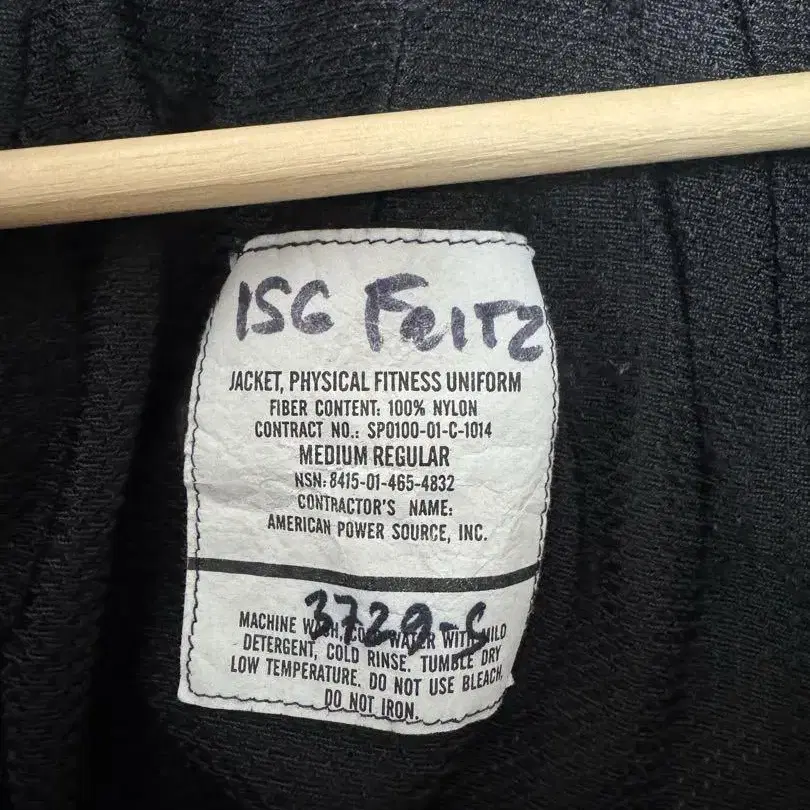 1SG FRITZ
JACKET, PHYSICAL FITNESS UNIFORM
FIBER CONTENT: 100% NYLON
CONTRACT NO.: SP0100-01-C-1014
MEDIUM REGULAR
NSN: 8415-01-465-4832
CONTRACTOR'S NAME:
AMERICAN POWER SOURCE, INC.
3729-S
MACHINE WASH, COLD WATER WITH MILD
DETERGENT, COLD RINSE. TUMBLE DRY
LOW TEMPERATURE. DO NOT USE BLEACH.
DO NOT IRON.